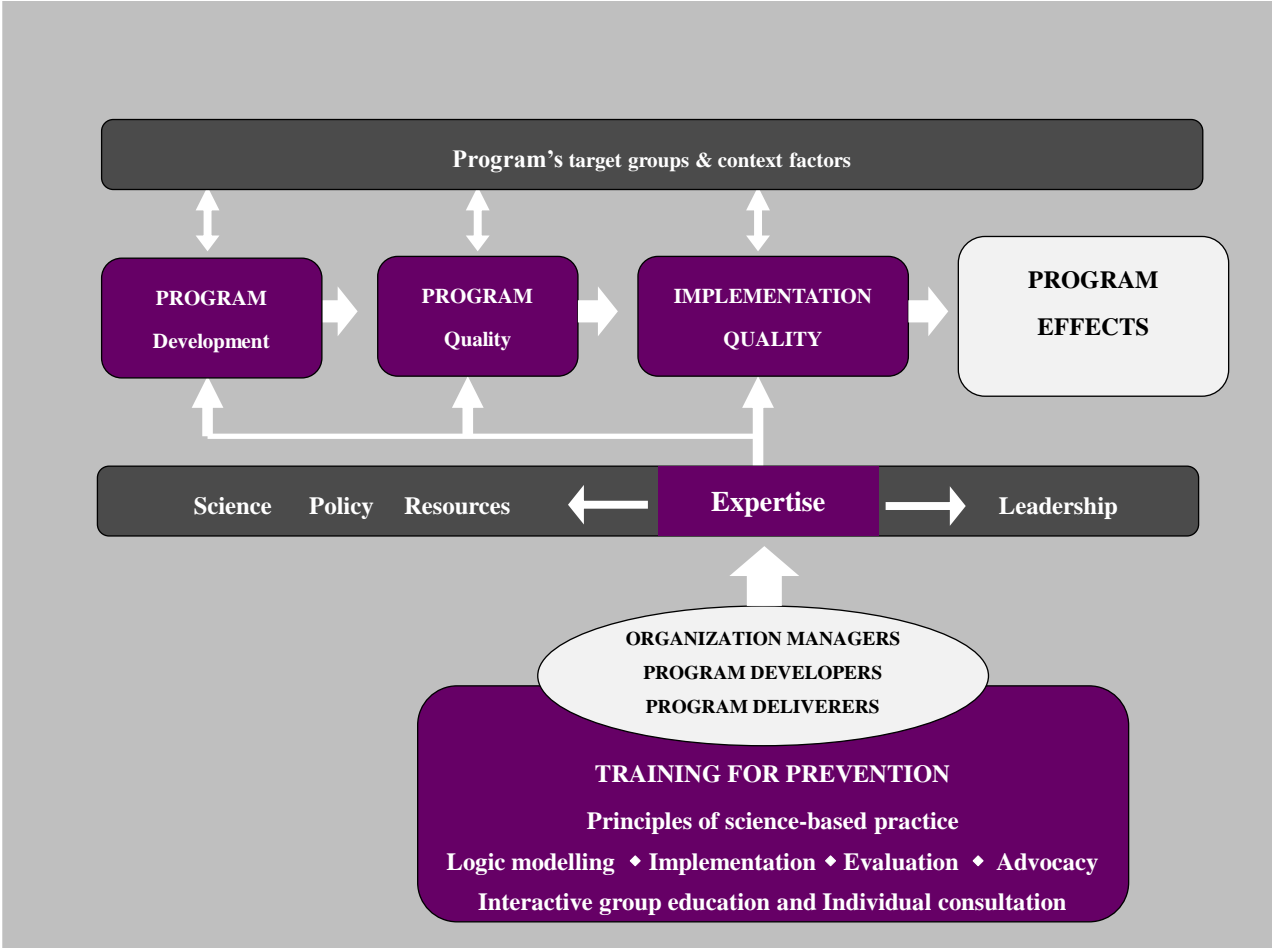 Program’s target groups & context factors
PROGRAM
Development
PROGRAM
Quality
IMPLEMENTATION
QUALITY
PROGRAM
EFFECTS
Science Policy Resources
Expertise
Leadership
ORGANIZATION MANAGERS
PROGRAM DEVELOPERS
PROGRAM DELIVERERS
TRAINING FOR PREVENTION
Principles of science-based practice
Logic modelling ◆ Implementation ◆ Evaluation ◆ Advocacy
Interactive group education and Individual consultation